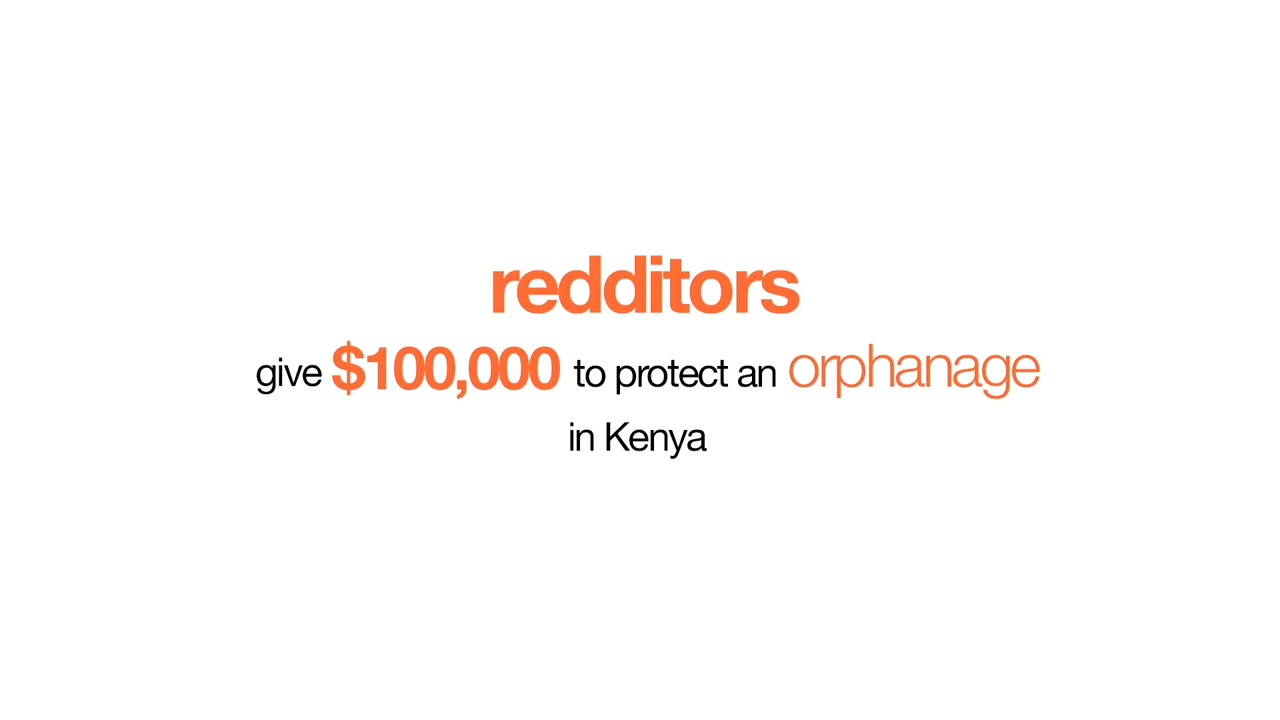 redditors
give $100,000 to protect an orphanage
in Kenya